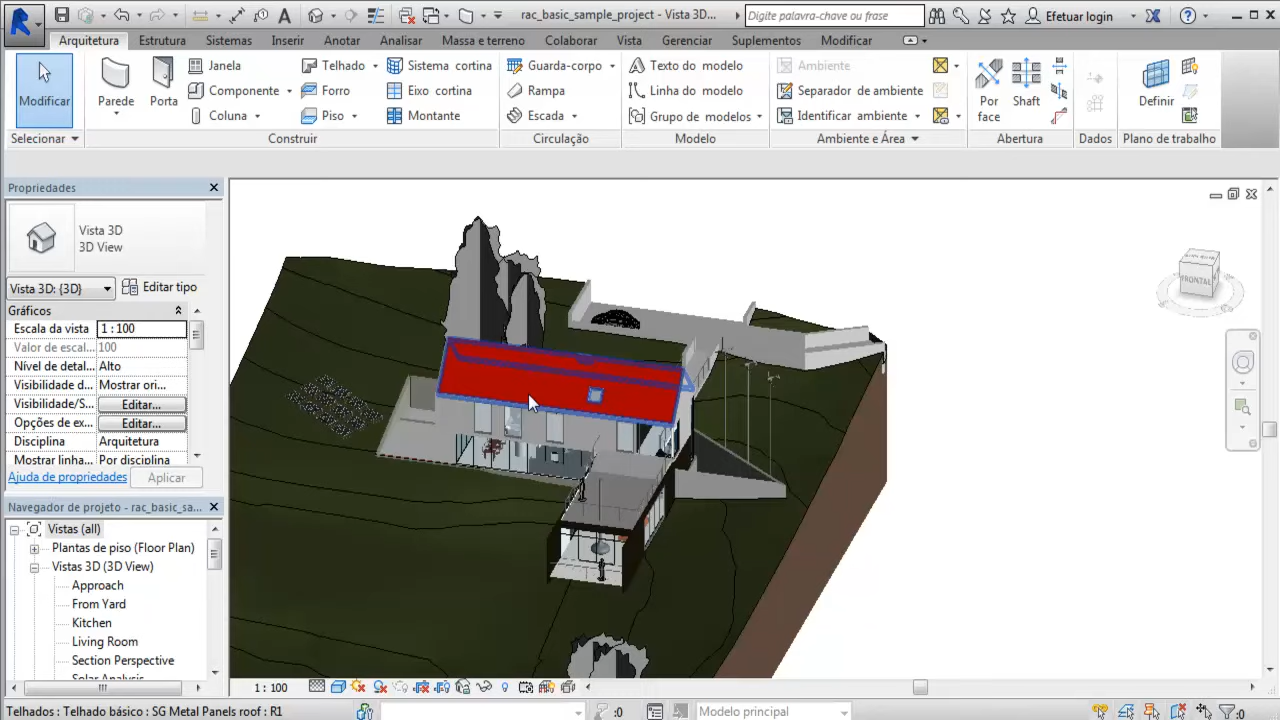 rac_basic_sample_project - Vista 3D...
Digite palavra-chave ou frase
Efetuar login
Arquitetura Estrutura Sistemas Inserir Anotar Analisar Massa e terreno Colaborar Vista Gerenciar Suplementos Modificar
Modificar
Selecionar
Parede
Porta
Janela
Componente
Coluna
Telhado
Forro
Piso
Sistema cortina
Eixo cortina
Montante
Construir
Guarda-corpo
Rampa
Escada
Circulação
Texto do modelo
Linha do modelo
Grupo de modelos
Modelo
Ambiente
Separador de ambiente
Identificar ambiente
Ambiente e Área
Por face
Shaft
Abertura
Dados
Definir
Plano de trabalho
Propriedades
Vista 3D
3D View
Vista 3D: {3D}
Editar tipo
Gráficos
Escala da vista 1 : 100
Valor de escal... 100
Nível de detal... Alto
Visibilidade d... Mostrar ori...
Visibilidade/S... Editar...
Opções de ex... Editar...
Disciplina Arquitetura
Mostrar linha... Por disciplina
Ajuda de propriedades
Aplicar
Navegador de projeto - rac_basic_sa...
Vistas (all)
Plantas de piso (Floor Plan)
Vistas 3D (3D View)
Approach
From Yard
Kitchen
Living Room
Section Perspective
Solar Analysis
FRONTAL
1 : 100
Telhados : Telhado básico : SG Metal Panels roof : R1
:0
Modelo principal
:0